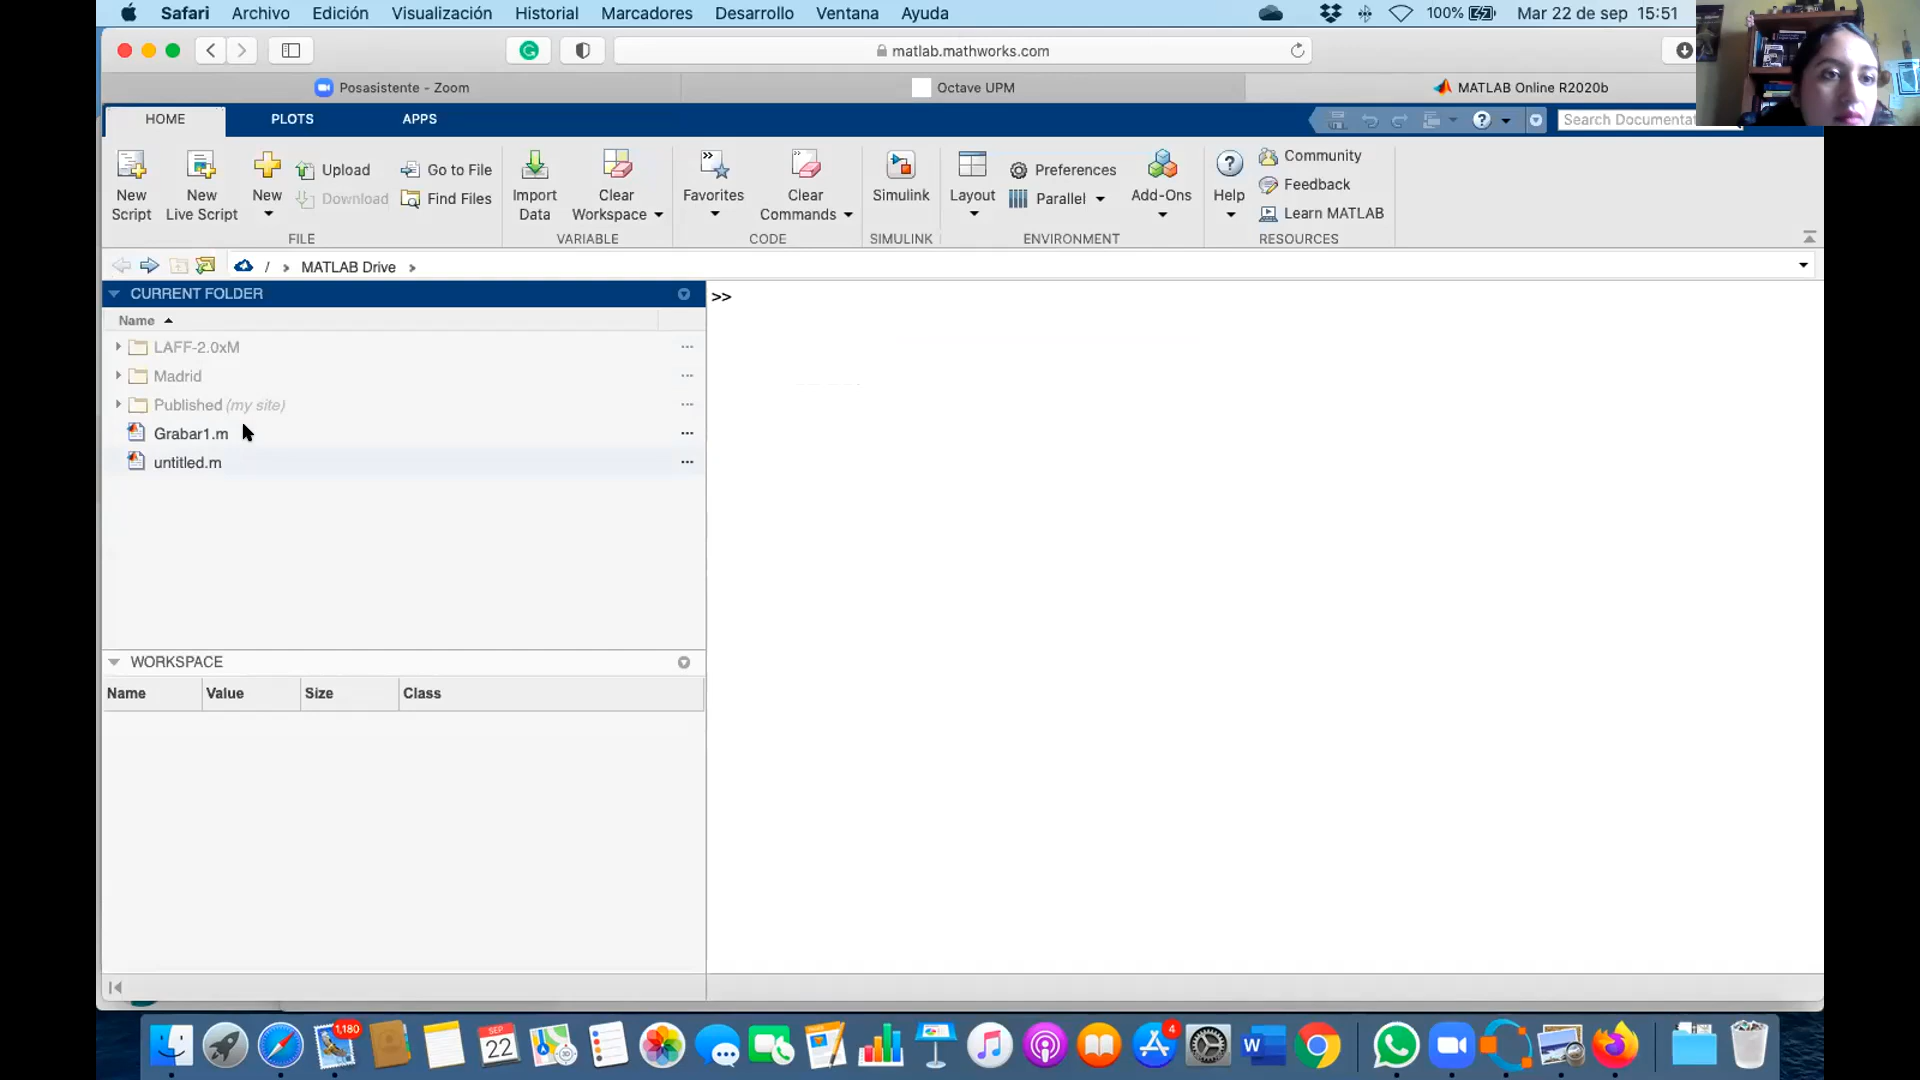 Safari Archivo Edición Visualización Historial Marcadores Desarrollo Ventana Ayuda 100% Mar 22 de sep 15:51
matlab.mathworks.com
Posasistente - Zoom Octave UPM MATLAB Online R2020b
HOME PLOTS APPS Search Documentat
New Script
New Live Script
New
Upload
Download
Go to File
Find Files
Import Data
Clear Workspace
Favorites
Clear Commands
Simulink
Layout
Preferences
Parallel
Add-Ons
Help
Community
Feedback
Learn MATLAB
FILE VARIABLE CODE SIMULINK ENVIRONMENT RESOURCES
/ › MATLAB Drive ›
CURRENT FOLDER
>>
Name
LAFF-2.0xM
Madrid
Published (my site)
Grabar1.m
untitled.m
WORKSPACE
Name Value Size Class
1,180
SEP
22
3D
4
W